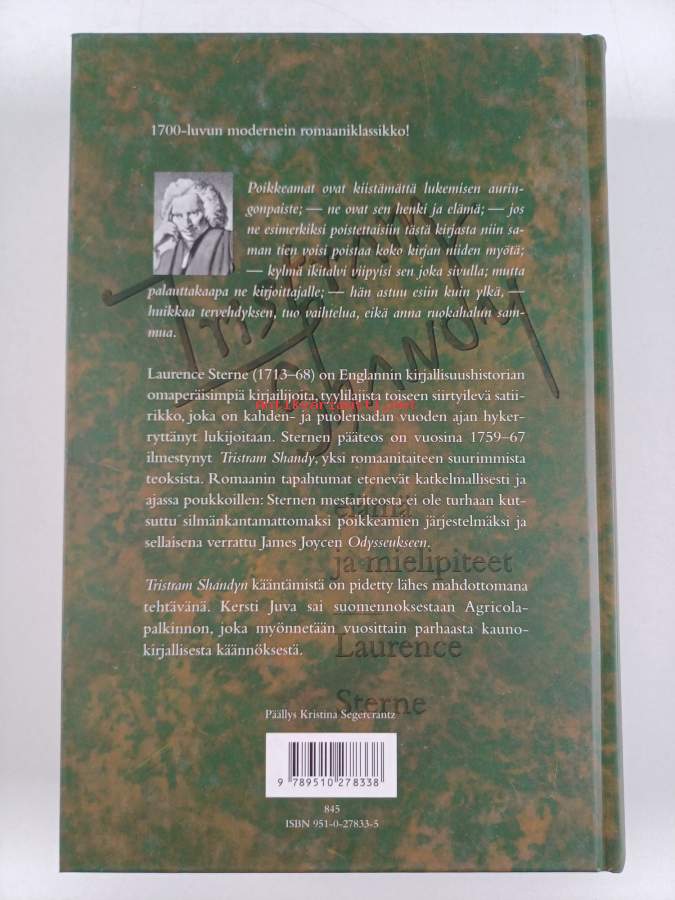 1700-luvun modernein romaaniklassikko!
Poikkeamat ovat kiistämättä lukemisen aurin-
gonpaiste; — ne ovat sen henki ja elämä; — jos
ne esimerkiksi poistettaisiin tästä kirjasta niin sa-
man tien voisi poistaa koko kirjan niiden myötä;
— kylmä ikitalvi viipyisi sen joka sivulla; mutta
palauttakaapa ne kirjoittajalle; — hän astuu esiin kuin ylkä, —
huikkaa tervehdyksen, tuo vaihtelua, eikä anna ruokahalun sam-
mua.
Tristram
Shandy
Laurence Sterne (1713–68) on Englannin kirjallisuushistorian
omaperäisimpiä kirjailijoita, tyylilajista toiseen siirtyilevä satii-
rikko, joka on kahden- ja puolensadan vuoden ajan hyker-
ryttänyt lukijoitaan. Sternen pääteos on vuosina 1759–67
ilmestynyt Tristram Shandy, yksi romaanitaiteen suurimmista
teoksista. Romaanin tapahtumat etenevät katkelmallisesti ja
ajassa poukkoillen: Sternen mestariteosta ei ole turhaan kut-
suttu silmänkantamattomaksi poikkeamien järjestelmäksi ja
sellaisena verrattu James Joycen Odysseukseen.
elämä
ja mielipiteet
Tristram Shandyn kääntämistä on pidetty lähes mahdottomana
tehtävänä. Kersti Juva sai suomennoksestaan Agricola-
palkinnon, joka myönnetään vuosittain parhaasta kauno-
kirjallisesta käännöksestä.
Laurence
Sterne
Päällys Kristina Segercrantz
9 789510 278338
845
ISBN 951-0-27833-5